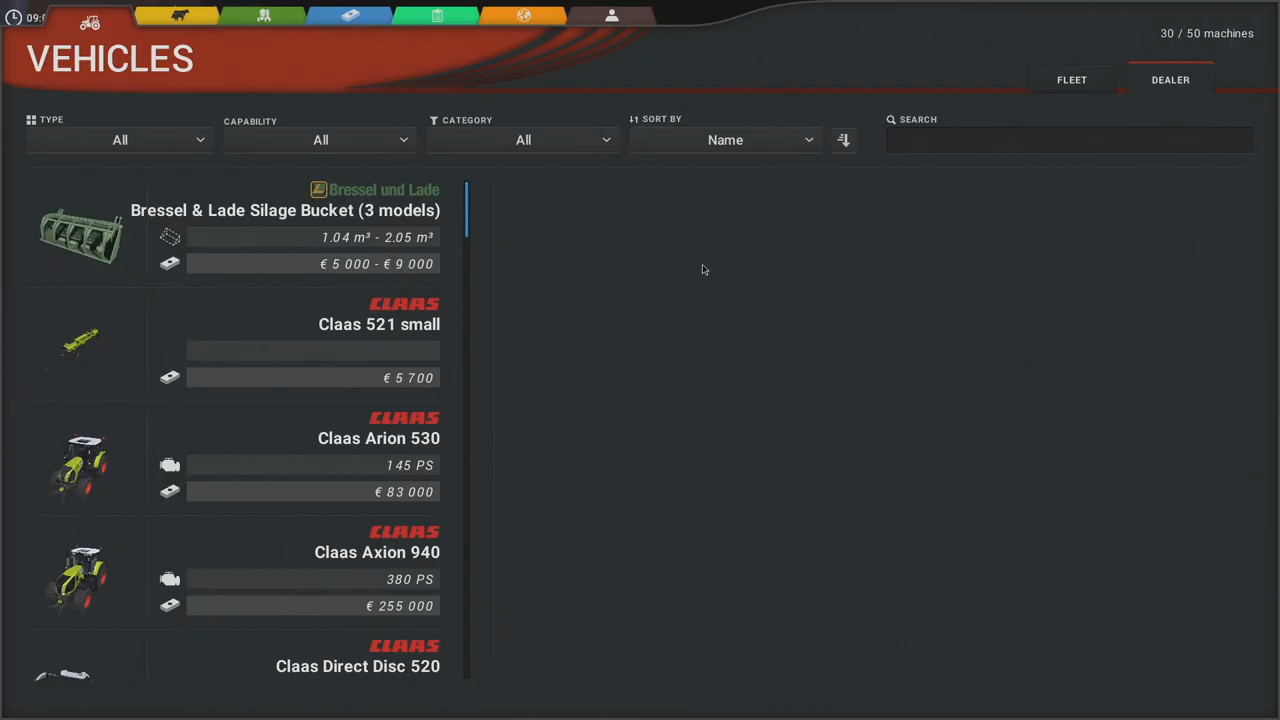 09:0
VEHICLES
30 / 50 machines
FLEET
DEALER
TYPE
All
CAPABILITY
All
CATEGORY
All
SORT BY
Name
SEARCH
Bressel und Lade
Bressel & Lade Silage Bucket (3 models)
1.04 m³ - 2.05 m³
€ 5 000 - € 9 000
CLAAS
Claas 521 small
€ 5 700
CLAAS
Claas Arion 530
145 PS
€ 83 000
CLAAS
Claas Axion 940
380 PS
€ 255 000
CLAAS
Claas Direct Disc 520